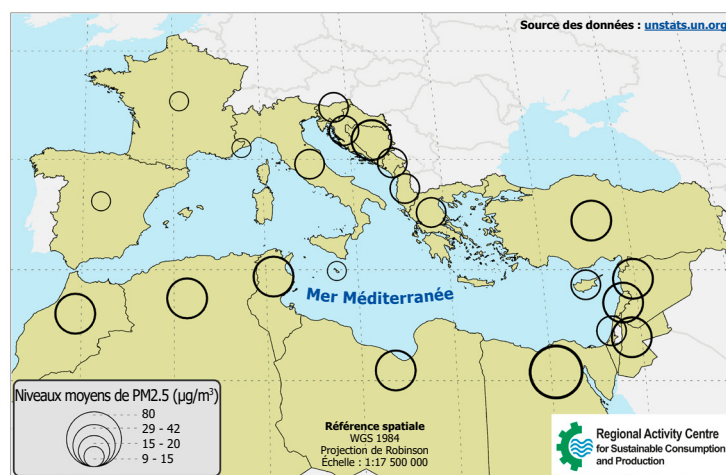 Source des données : unstats.un.org
Mer Méditerranée
Niveaux moyens de PM2.5 (µg/m³)
80
29 - 42
15 - 20
9 - 15
Référence spatiale
WGS 1984
Projection de Robinson
Échelle : 1:17 500 000
Regional Activity Centre
for Sustainable Consumption
and Production